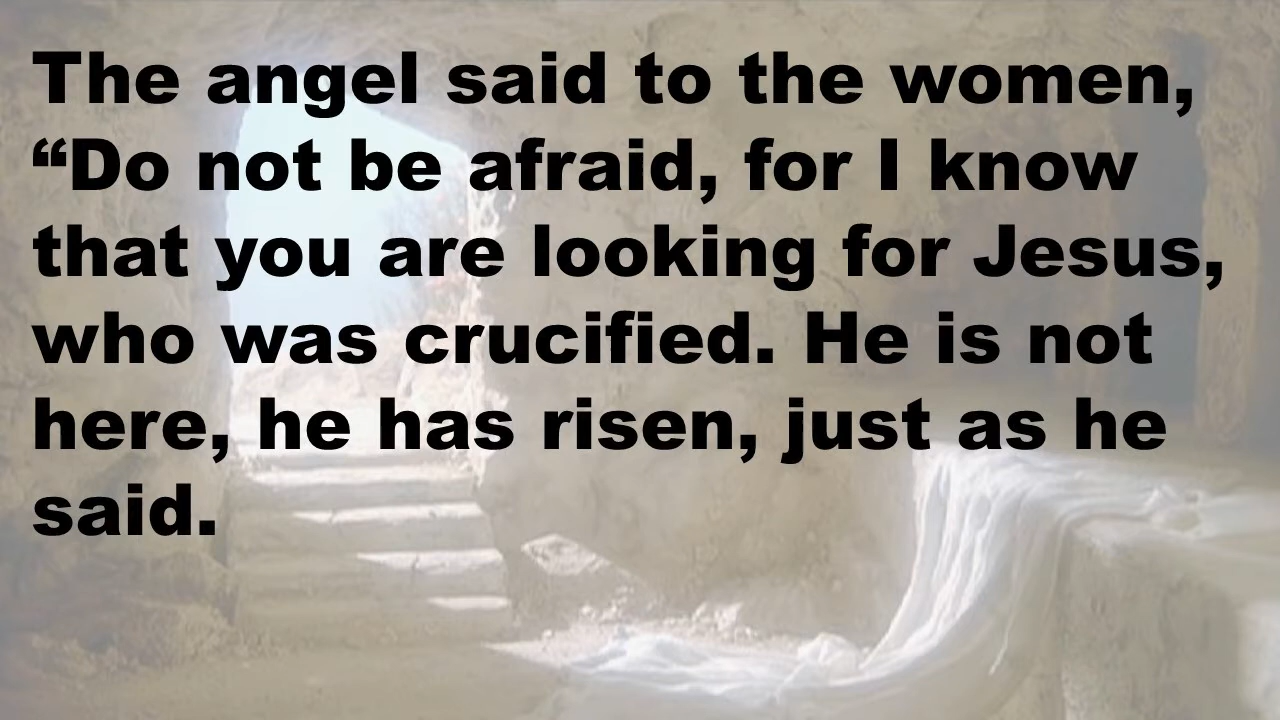 The angel said to the women,
“Do not be afraid, for I know
that you are looking for Jesus,
who was crucified. He is not
here, he has risen, just as he
said.